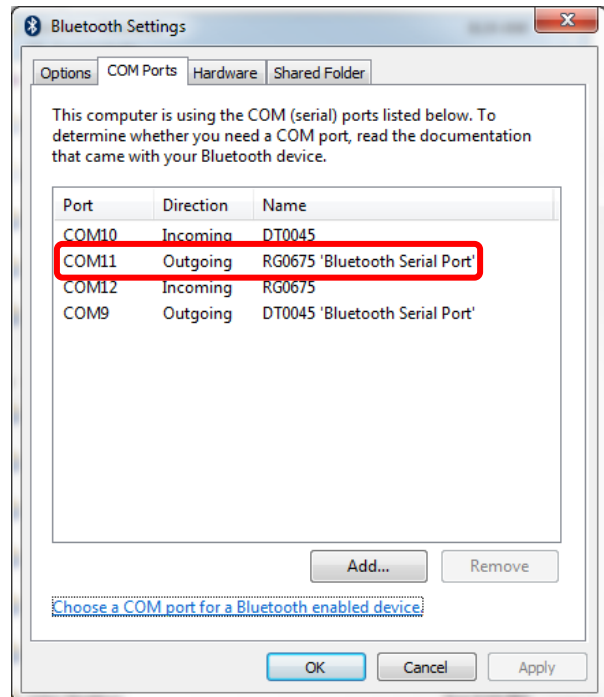 Bluetooth Settings
Options COM Ports Hardware Shared Folder
This computer is using the COM (serial) ports listed below. To
determine whether you need a COM port, read the documentation
that came with your Bluetooth device.
Port Direction Name
COM10 Incoming DT0045
COM11 Outgoing RG0675 'Bluetooth Serial Port'
COM12 Incoming RG0675
COM9 Outgoing DT0045 'Bluetooth Serial Port'
Add... Remove
Choose a COM port for a Bluetooth enabled device.
OK Cancel Apply